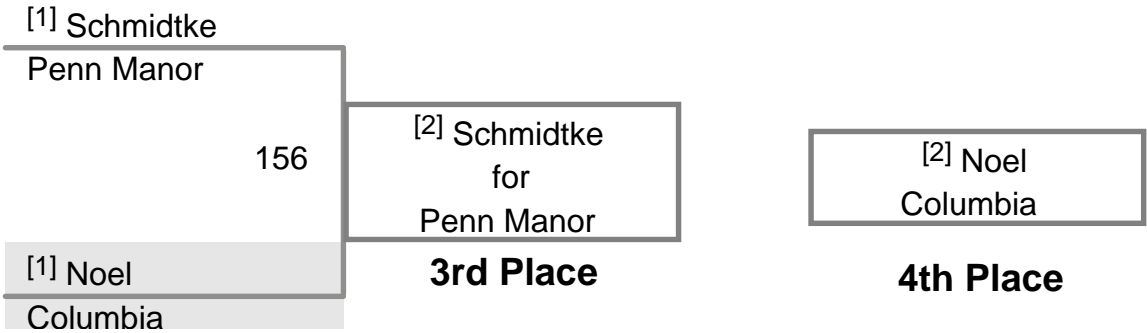 [1] Schmidtke
Penn Manor
156
[1] Noel
Columbia
[2] Schmidtke
for
Penn Manor
3rd Place
[2] Noel
Columbia
4th Place